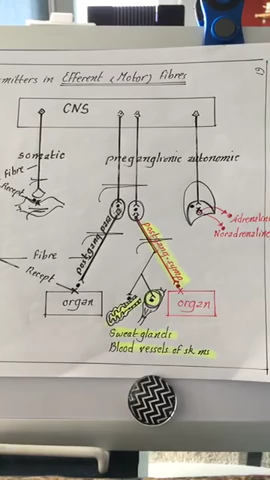 mitters in Efferent (Motor) Fibres
19
CNS
somatic
preganglionic autonomic
Fibre
Recept
postgang. para
postgang. symp.
Adrenaline
Noradrenaline
Fibre
Recept
organ
organ
Sweat glands
Blood vessels of sk ms